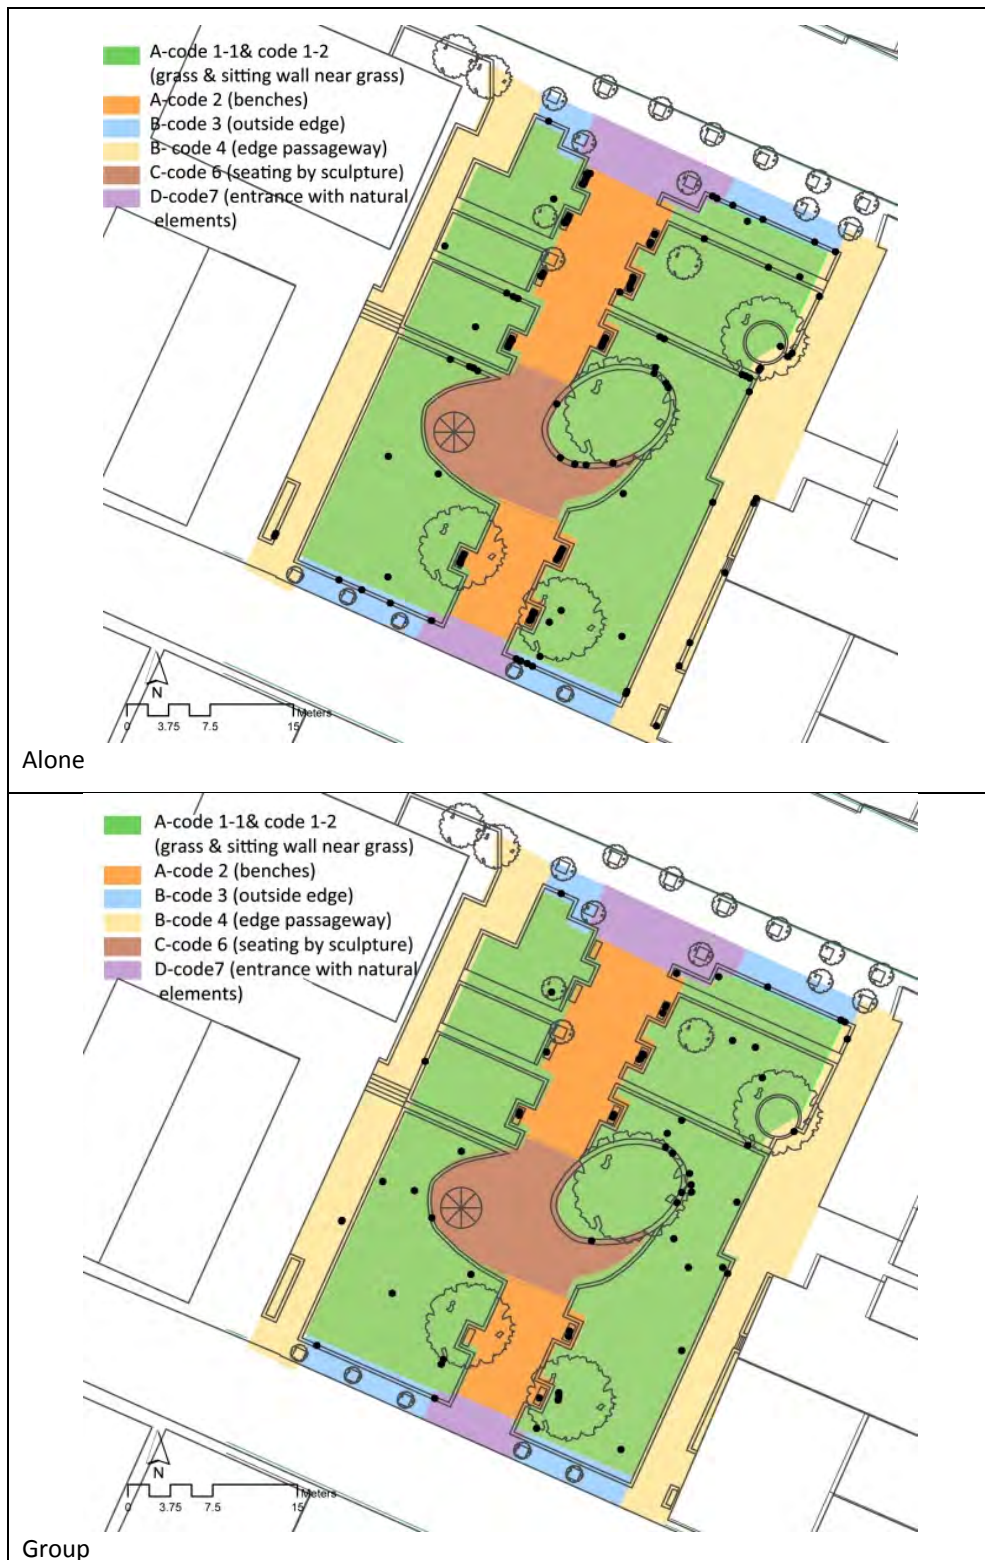 A-code 1-1& code 1-2
(grass & sitting wall near grass)
A-code 2 (benches)
B-code 3 (outside edge)
B- code 4 (edge passageway)
C-code 6 (seating by sculpture)
D-code7 (entrance with natural
elements)
N
Meters
0 3.75 7.5 15
Alone
A-code 1-1& code 1-2
(grass & sitting wall near grass)
A-code 2 (benches)
B-code 3 (outside edge)
B-code 4 (edge passageway)
C-code 6 (seating by sculpture)
D-code7 (entrance with natural
elements)
N
Meters
0 3.75 7.5 15
Group